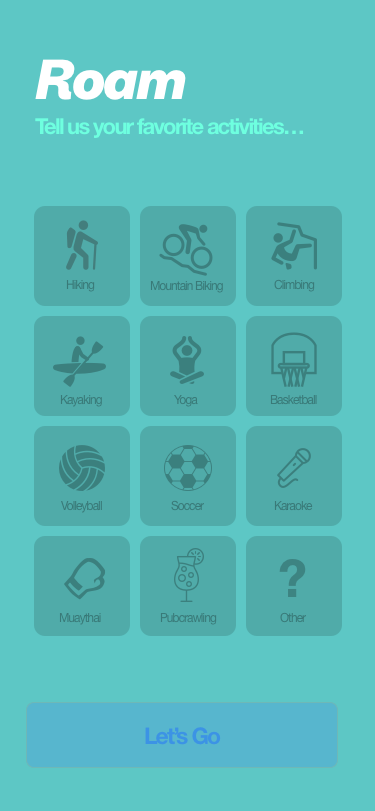 Roam
Tell us your favorite activities...
Hiking
Mountain Biking
Climbing
Kayaking
Yoga
Basketball
Volleyball
Soccer
Karaoke
Muaythai
Pubcrawling
?
Other
Let's Go